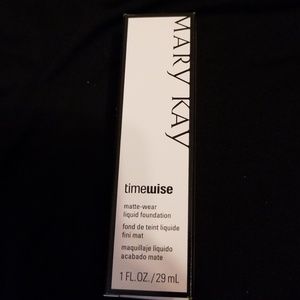 MARY KAY
timewise
matte-wear
liquid foundation
fond de teint liquide
fini mat
maquillaje líquido
acabado mate
1 FL.OZ./29 mL